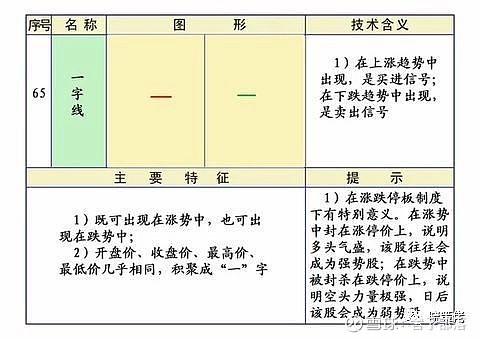 序号 名称 图 形 技术含义
65
一
字
线
1）在上涨趋势中
出现，是买进信号；
在下跌趋势中出现，
是卖出信号
主 要 特 征 提 示
1）既可出现在涨势中，也可出
现在跌势中；
2）开盘价、收盘价、最高价、
最低价几乎相同，积聚成“一”字
1）在涨跌停板制度
下有特别意义。在涨势
中封在涨停价上，说明
多头气盛，该股往往会
成为强势股；在跌势中
被封杀在跌停价上，说
明空头力量极强，日后
该股会成为弱势股